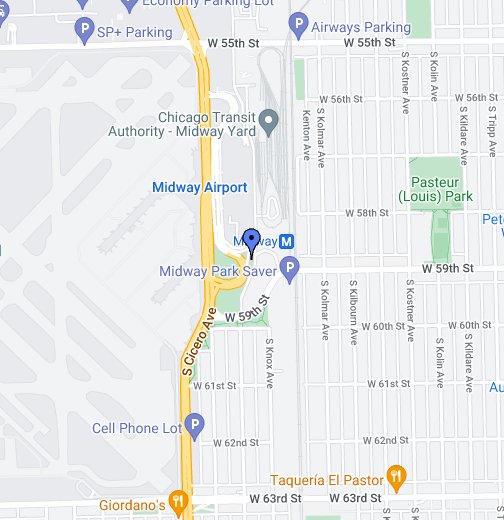 Economy Parking Lot
SP+ Parking
Airways Parking
W 55th St
W 55th St
S Kostner Ave
S Kolin Ave
W 56th St
W 56th St
S Tripp Ave
S Kildare Ave
Chicago Transit
Authority - Midway Yard
Kenton Ave
S Kolmar Ave
Midway Airport
Pasteur
(Louis) Park
W 58th St
Midway
M
Midway Park Saver
W 59th St
W 59th St
S Kolmar Ave
S Kilbourn Ave
S Kostner Ave
S Cicero Ave
S Knox Ave
W 60th St
W 60th St
S Kolin Ave
S Kildare Ave
W 61st St
W 61st St
Cell Phone Lot
W 62nd St
W 62nd St
Taquería El Pastor
Giordano's
W 63rd St
W 63rd St